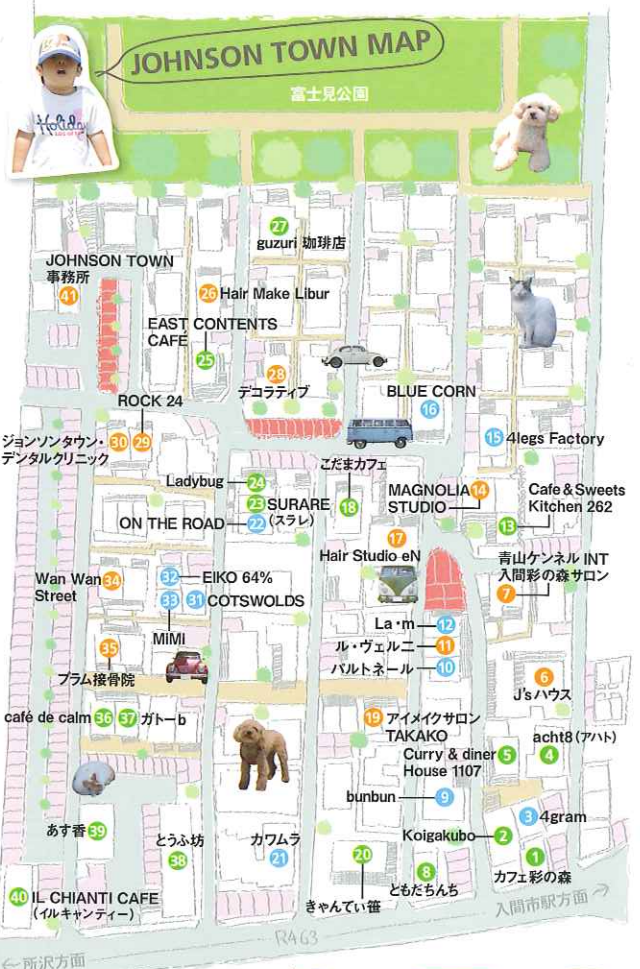 JOHNSON TOWN MAP
Holiday
富士見公園
27
guzuri 珈琲店
JOHNSON TOWN
事務所
41
26 Hair Make Libur
EAST CONTENTS
CAFÉ
25
28
デコラティブ
ROCK 24
BLUE CORN
16
ジョンソンタウン・
デンタルクリニック
30 29
15 4legs Factory
こだまカフェ
18
Ladybug 24
23 SURARE
(スラレ)
ON THE ROAD 22
MAGNOLIA
STUDIO
14
Cafe & Sweets
Kitchen 262
13
17
Hair Studio eN
青山ケンネル INT
入間彩の森サロン
7
Wan Wan
Street
34
32 EIKO 64%
33 31 COTSWOLDS
MIMI
La・m 12
ル・ヴェルニ 11
パルトネール 10
35
プラム接骨院
6
J'sハウス
café de calm 36 37 ガトーb
19 アイメイクサロン
TAKAKO
Curry & diner
House 1107
5
acht8(アハト)
4
bunbun 9
3 4gram
Koigakubo 2
1
カフェ彩の森
あす香 39
とうふ坊
38
カワムラ
21
20
きゃんてぃ笹
8
ともだちんち
40 IL CHIANTI CAFE
(イルキャンティー)
入間市駅方面
R463
所沢方面